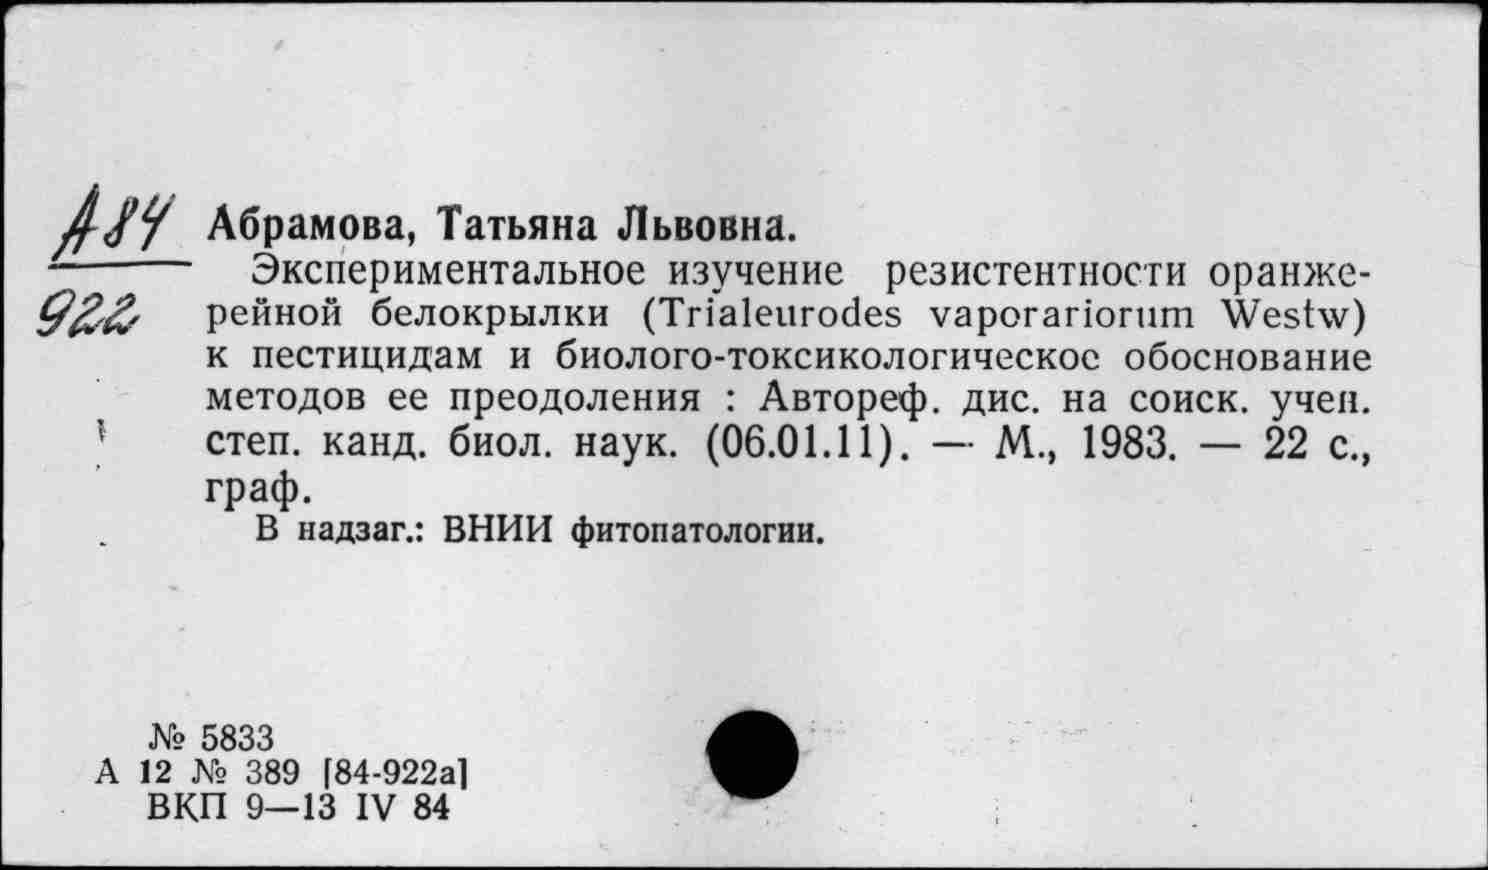 А84
922
Абрамова, Татьяна Львовна.
Экспериментальное изучение резистентности оранже-
рейной белокрылки (Trialeurodes vaporariorum Westw)
к пестицидам и биолого-токсикологическое обоснование
методов ее преодоления : Автореф. дис. на соиск. учен.
степ. канд. биол. наук. (06.01.11). — М., 1983. — 22 с.,
граф.
В надзаг.: ВНИИ фитопатологии.
№ 5833
А 12 № 389 [84-922а]
ВКП 9—13 IV 84